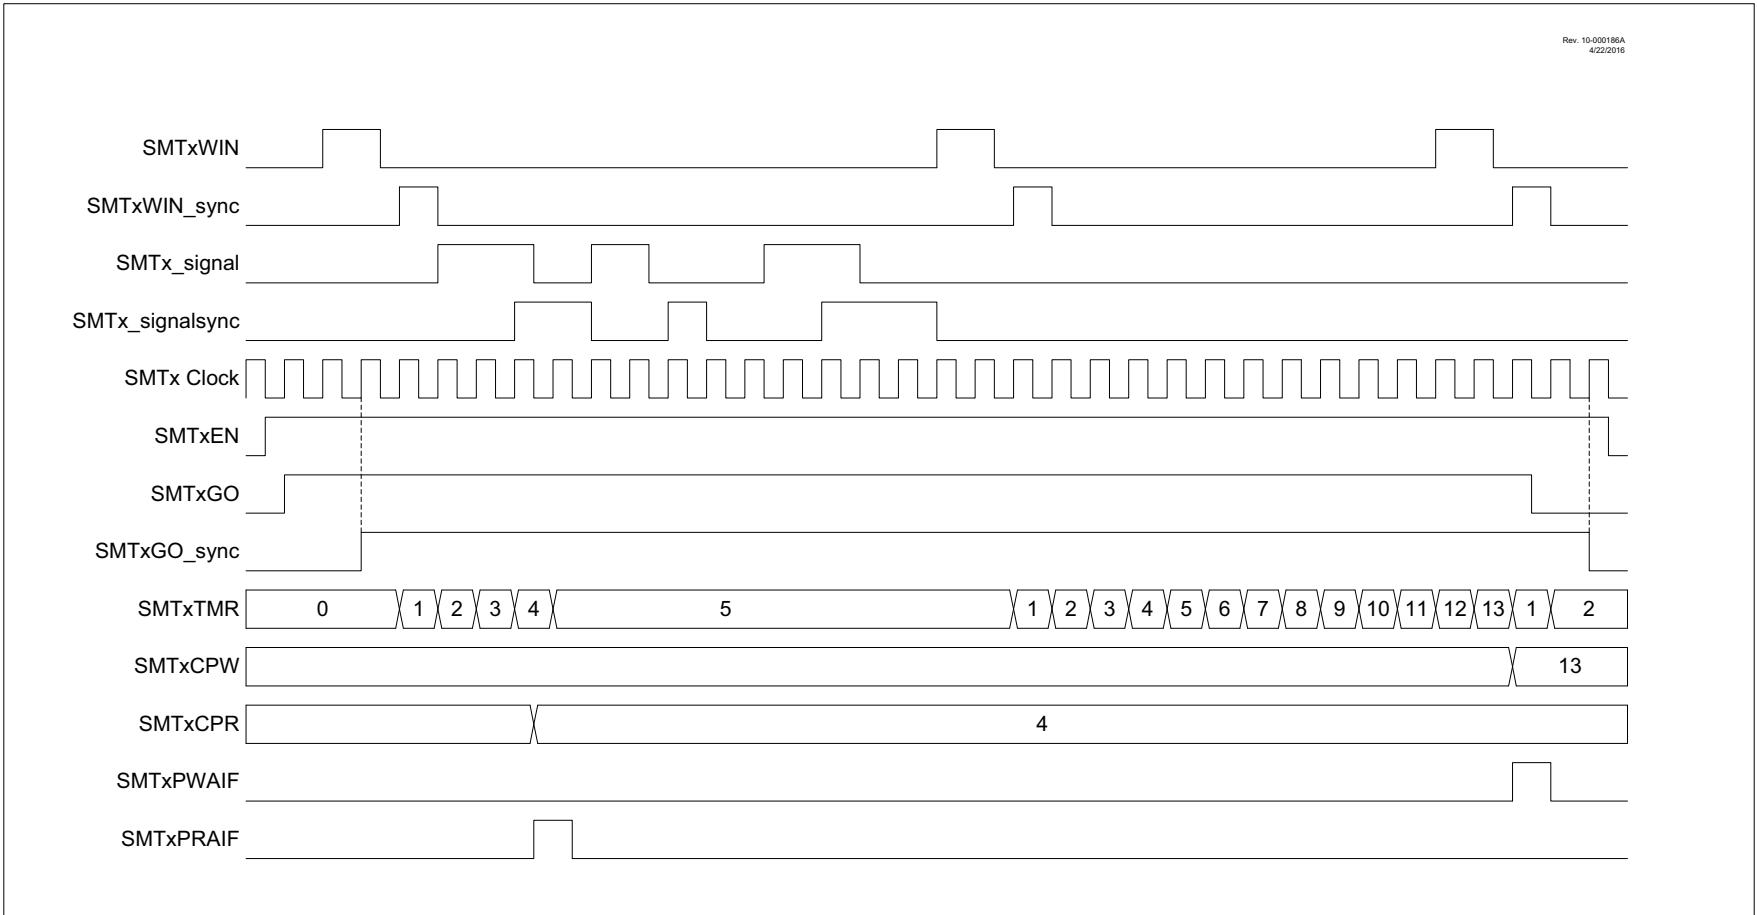 Rev. 10-000186A
4/22/2016
SMTxWIN
SMTxWIN_sync
SMTx_signal
SMTx_signalsync
SMTx Clock
SMTxEN
SMTxGO
SMTxGO_sync
SMTxTMR 0 1 2 3 4 5 1 2 3 4 5 6 7 8 9 10 11 12 13 1 2
SMTxCPW 13
SMTxCPR 4
SMTxPWAIF
SMTxPRAIF